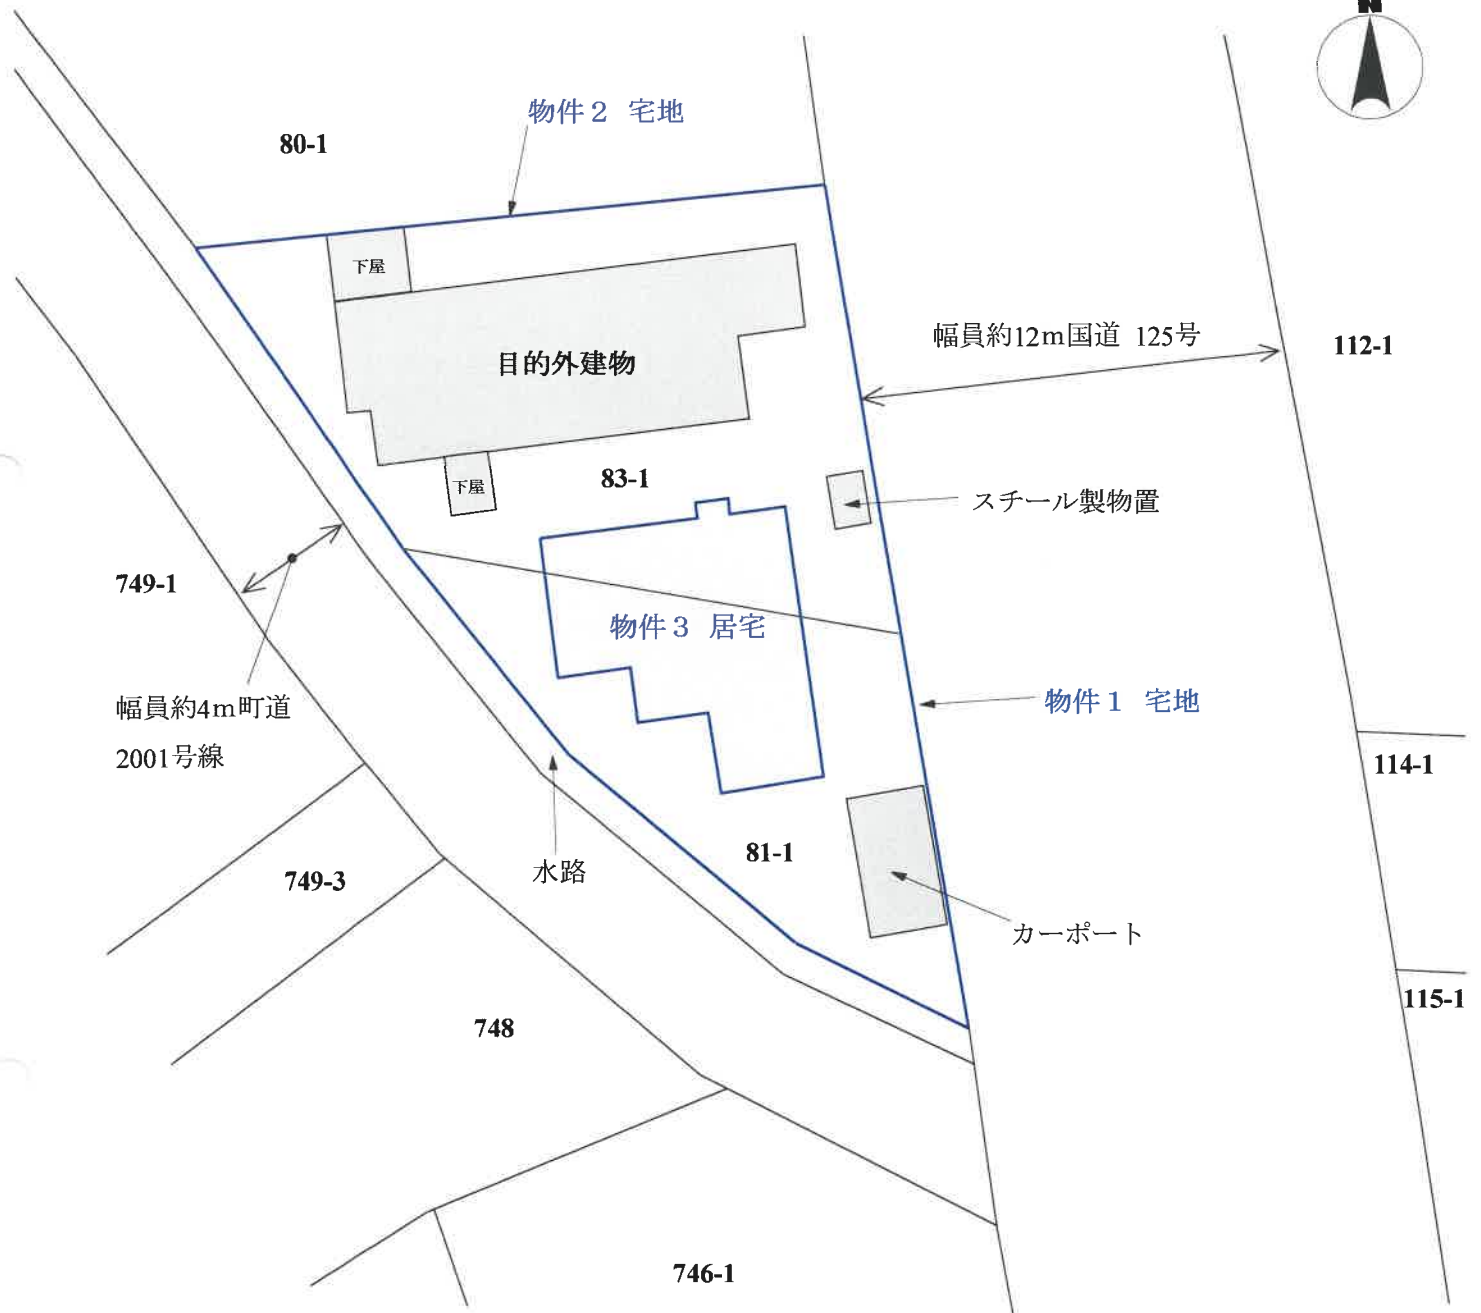 N
80-1
物件２ 宅地
下屋
幅員約12m国道 125号
112-1
目的外建物
83-1
下屋
スチール製物置
749-1
物件３ 居宅
幅員約4m町道
2001号線
物件１ 宅地
114-1
水路
81-1
749-3
カーポート
115-1
748
746-1